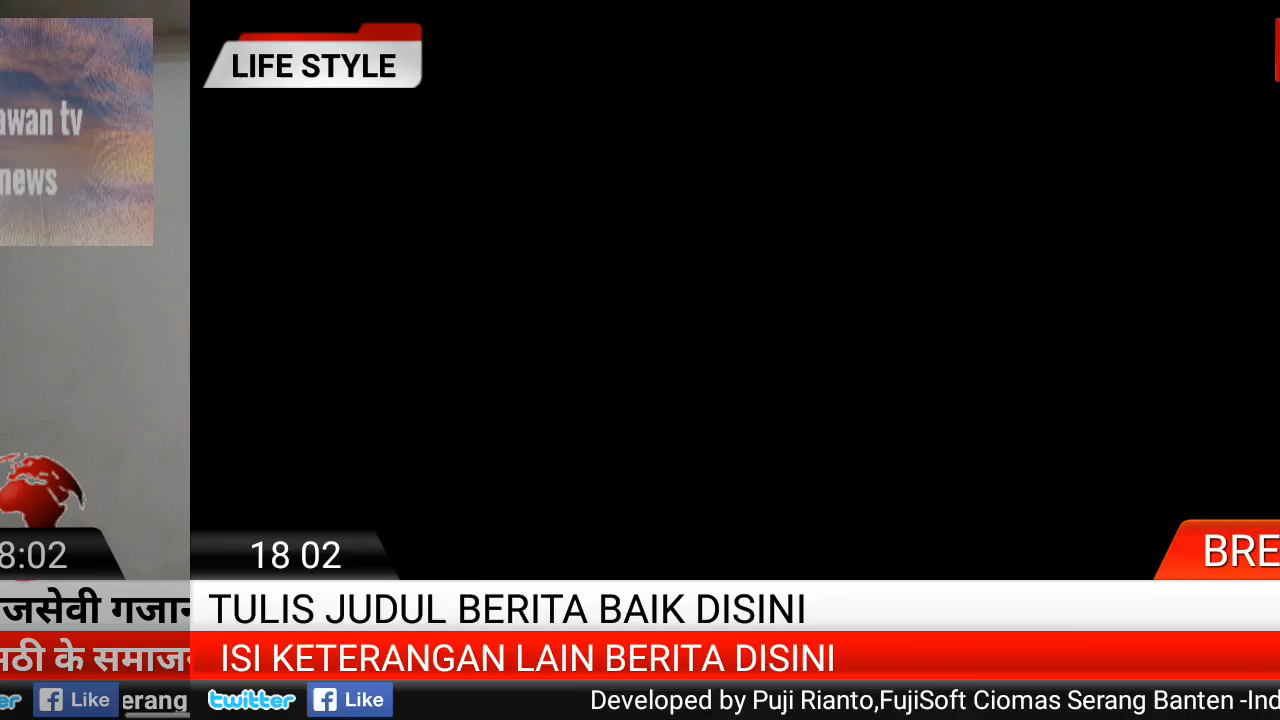 awan tv
news
LIFE STYLE
8:02
18 02
BRE
जसेवी गजान
TULIS JUDUL BERITA BAIK DISINI
मठी के समाज
ISI KETERANGAN LAIN BERITA DISINI
Like
erang
twitter
Like
Developed by Puji Rianto,FujiSoft Ciomas Serang Banten -Ind